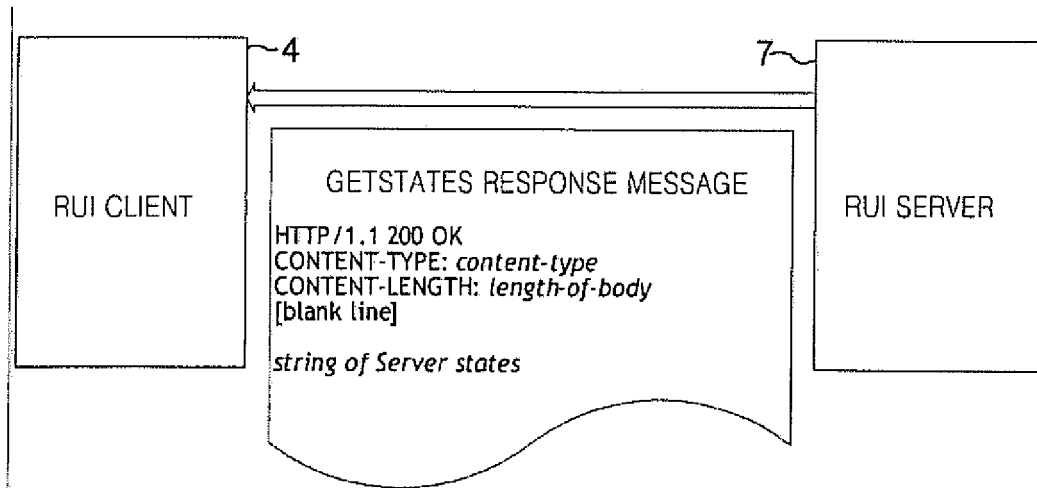 4
7
RUI CLIENT
RUI SERVER
GETSTATES RESPONSE MESSAGE
HTTP/1.1 200 OK
CONTENT-TYPE: content-type
CONTENT-LENGTH: length-of-body
[blank line]
string of Server states